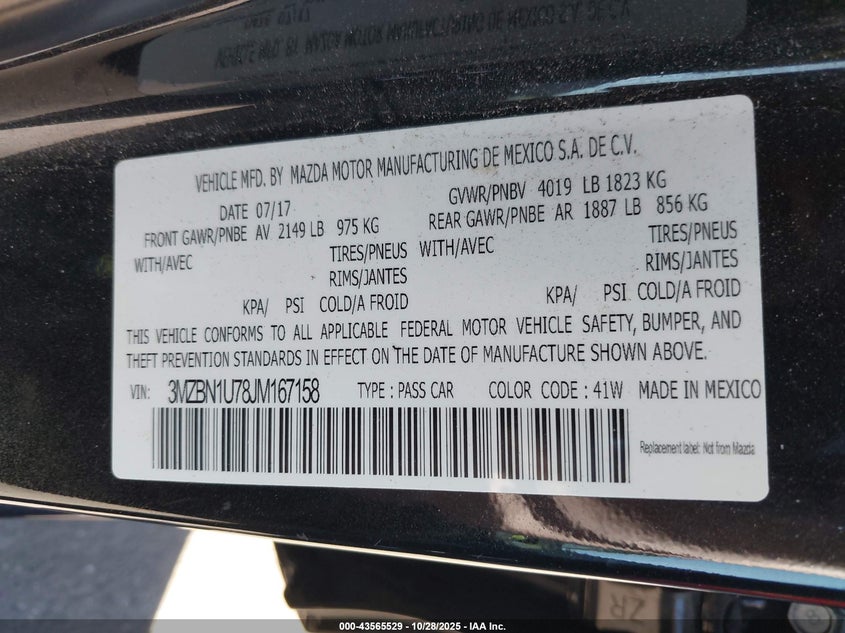 VEHICLE MFD. BY MAZDA MOTOR MANUFACTURING DE MEXICO S.A. DE C.V.
DATE 07/17 GVWR/PNBV 4019 LB 1823 KG
FRONT GAWR/PNBE AV 2149 LB 975 KG REAR GAWR/PNBE AR 1887 LB 856 KG
WITH/AVEC TIRES/PNEUS WITH/AVEC TIRES/PNEUS
RIMS/JANTES RIMS/JANTES
KPA/ PSI COLD/A FROID KPA/ PSI COLD/A FROID
THIS VEHICLE CONFORMS TO ALL APPLICABLE FEDERAL MOTOR VEHICLE SAFETY, BUMPER, AND
THEFT PREVENTION STANDARDS IN EFFECT ON THE DATE OF MANUFACTURE SHOWN ABOVE.
VIN: 3MZBN1U78JM167158 TYPE : PASS CAR COLOR CODE : 41W MADE IN MEXICO
Replacement label: Not from Mazda
ZR
000-43565529 - 10/28/2025 - IAA Inc.